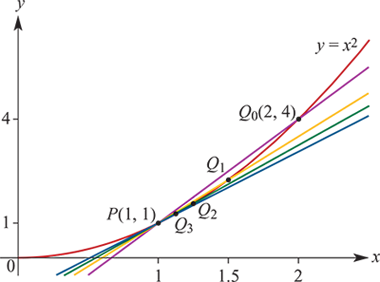 y
y = x²
4
Q₀(2, 4)
Q₁
P(1, 1)
Q₂
1
Q₃
0
x
1
1.5
2